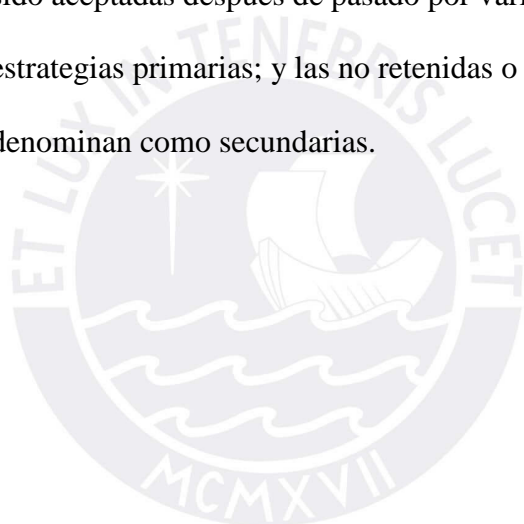 sido aceptadas después de pasado por vari
estrategias primarias; y las no retenidas o
denominan como secundarias.
ET LUX IN TENEBRIS LUCET
MCMXVII